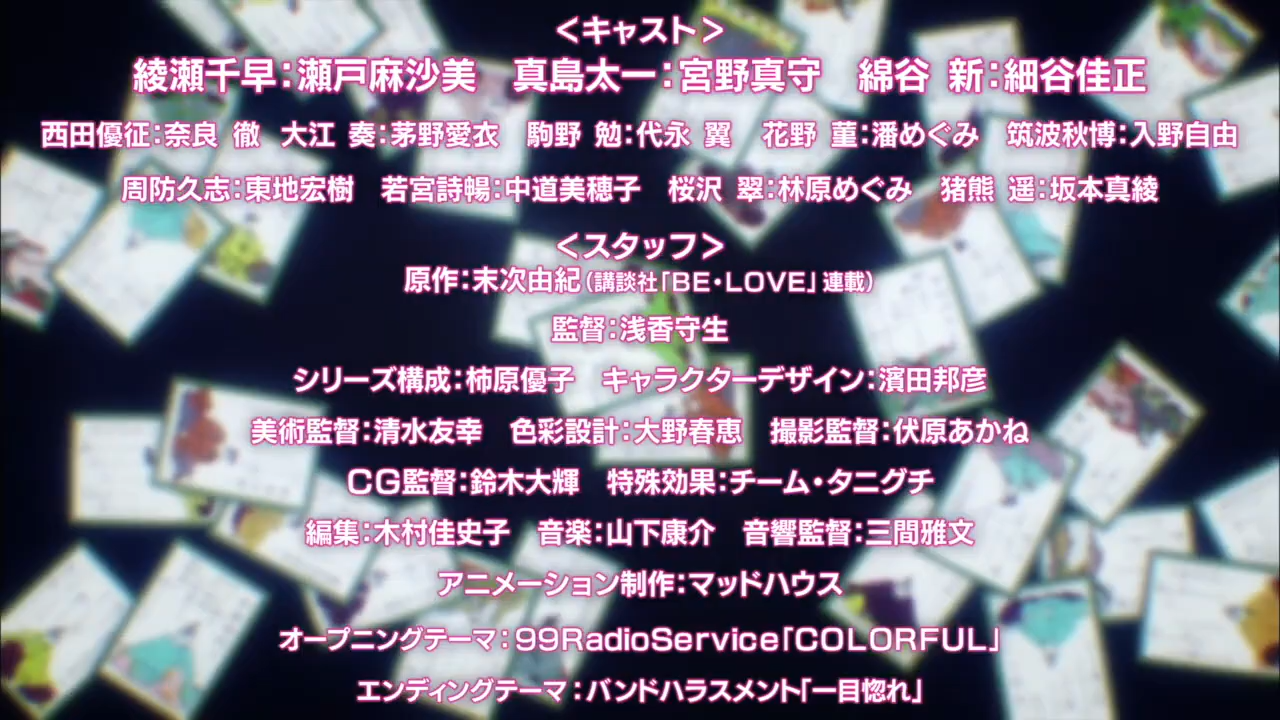 ＜キャスト＞
綾瀬千早：瀬戸麻沙美　真島太一：宮野真守　綿谷 新：細谷佳正
西田優征：奈良 徹　大江 奏：茅野愛衣　駒野 勉：代永 翼　花野 菫：潘めぐみ　筑波秋博：入野自由
周防久志：東地宏樹　若宮詩暢：中道美穂子　桜沢 翠：林原めぐみ　猪熊 遥：坂本真綾
＜スタッフ＞
原作：末次由紀（講談社「BE・LOVE」連載）
監督：浅香守生
シリーズ構成：柿原優子　キャラクターデザイン：濱田邦彦
美術監督：清水友幸　色彩設計：大野春恵　撮影監督：伏原あかね
CG監督：鈴木大輝　特殊効果：チーム・タニグチ
編集：木村佳史子　音楽：山下康介　音響監督：三間雅文
アニメーション制作：マッドハウス
オープニングテーマ：99RadioService「COLORFUL」
エンディングテーマ：バンドハラスメント「一目惚れ」